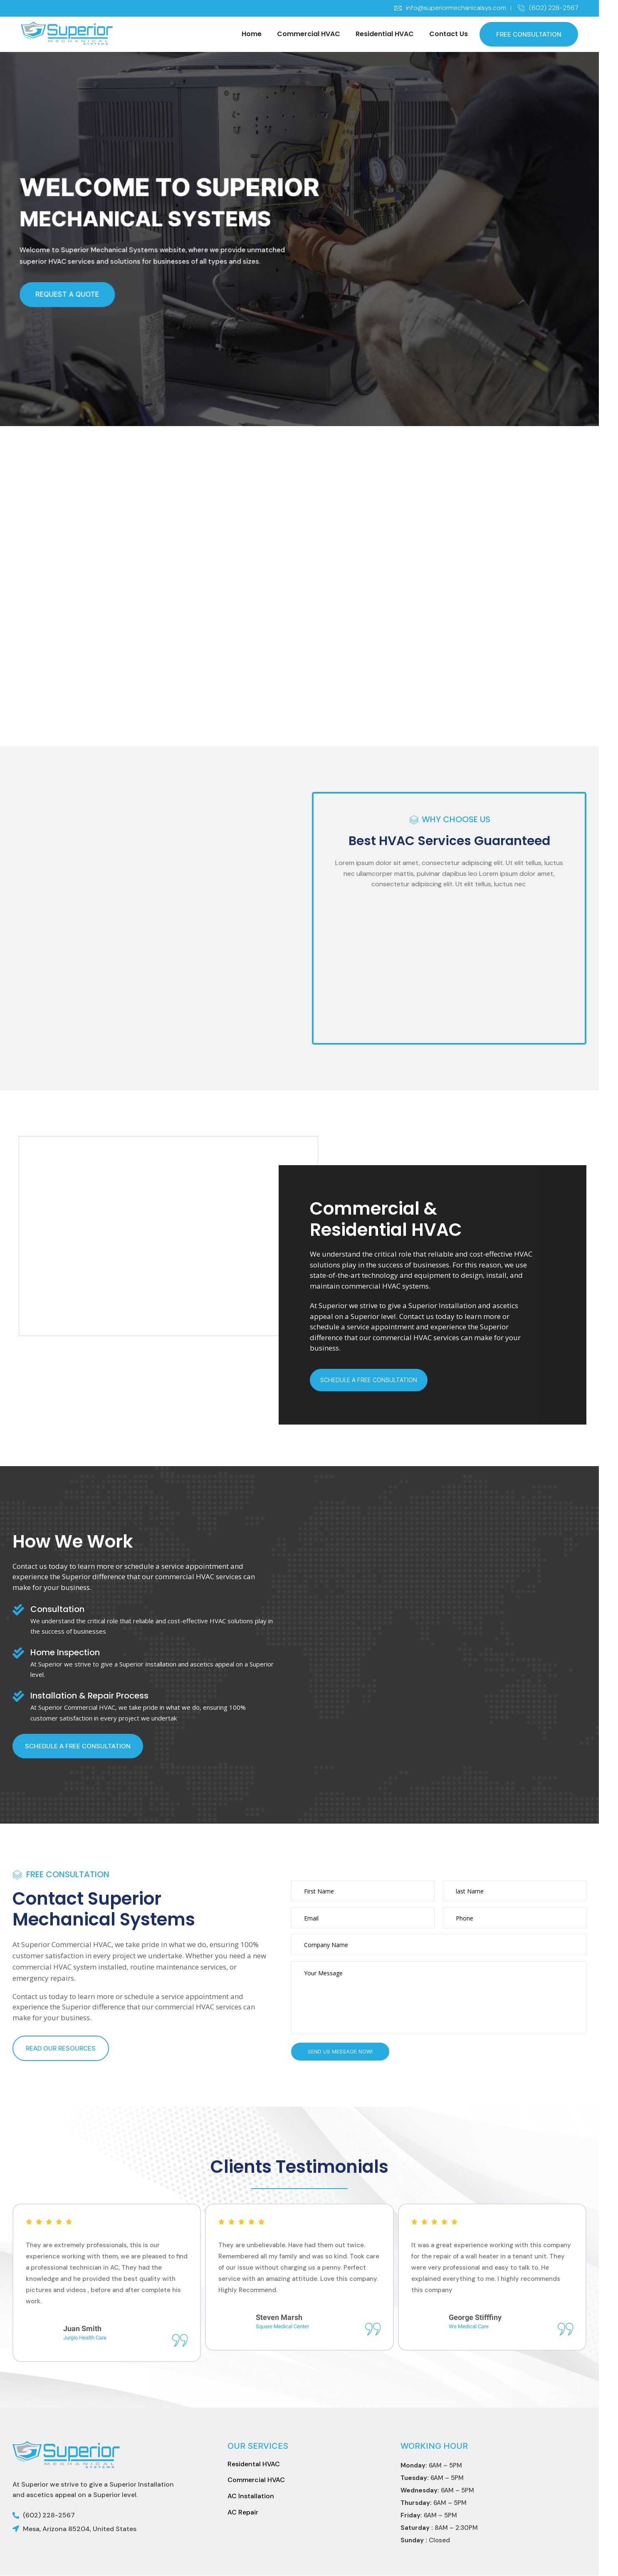 info@superiormechanicalsys.com | (602) 228-2567
Superior
MECHANICAL SYSTEMS
Home Commercial HVAC Residential HVAC Contact Us FREE CONSULTATION
WELCOME TO SUPERIOR
MECHANICAL SYSTEMS
Welcome to Superior Mechanical Systems website, where we provide unmatched
superior HVAC services and solutions for businesses of all types and sizes.
REQUEST A QUOTE
WHY CHOOSE US
Best HVAC Services Guaranteed
Lorem ipsum dolor sit amet, consectetur adipiscing elit. Ut elit tellus, luctus
nec ullamcorper mattis, pulvinar dapibus leo Lorem ipsum dolor amet,
consectetur adipiscing elit. Ut elit tellus, luctus nec
Commercial &
Residential HVAC
We understand the critical role that reliable and cost-effective HVAC
solutions play in the success of businesses. For this reason, we use
state-of-the-art technology and equipment to design, install, and
maintain commercial HVAC systems.
At Superior we strive to give a Superior Installation and ascetics
appeal on a Superior level. Contact us today to learn more or
schedule a service appointment and experience the Superior
difference that our commercial HVAC services can make for your
business.
SCHEDULE A FREE CONSULTATION
How We Work
Contact us today to learn more or schedule a service appointment and
experience the Superior difference that our commercial HVAC services can
make for your business.
Consultation
We understand the critical role that reliable and cost-effective HVAC solutions play in
the success of businesses
Home Inspection
At Superior we strive to give a Superior Installation and ascetics appeal on a Superior
level.
Installation & Repair Process
At Superior Commercial HVAC, we take pride in what we do, ensuring 100%
customer satisfaction in every project we undertak
SCHEDULE A FREE CONSULTATION
FREE CONSULTATION
Contact Superior
Mechanical Systems
At Superior Commercial HVAC, we take pride in what we do, ensuring 100%
customer satisfaction in every project we undertake. Whether you need a new
commercial HVAC system installed, routine maintenance services, or
emergency repairs.
Contact us today to learn more or schedule a service appointment and
experience the Superior difference that our commercial HVAC services can
make for your business.
READ OUR RESOURCES
First Name
last Name
Email
Phone
Company Name
Your Message
SEND US MESSAGE NOW!
Clients Testimonials
They are extremely professionals, this is our
experience working with them, we are pleased to find
a professional technician in AC, They had the
knowledge and he provided the best quality with
pictures and videos , before and after complete his
work.
Juan Smith
Jurgio Health Care
They are unbelievable. Have had them out twice.
Remembered all my family and was so kind. Took care
of our issue without charging us a penny. Perfect
service with an amazing attitude. Love this company.
Highly Recommend.
Steven Marsh
Square Medical Center
It was a great experience working with this company
for the repair of a wall heater in a tenant unit. They
were very professional and easy to talk to. He
explained everything to me. I highly recommends
this company
George Stifffiny
We Medical Care
Superior
MECHANICAL SYSTEMS
At Superior we strive to give a Superior Installation
and ascetics appeal on a Superior level.
(602) 228-2567
Mesa, Arizona 85204, United States
OUR SERVICES
Residental HVAC
Commercial HVAC
AC Installation
AC Repair
WORKING HOUR
Monday: 6AM – 5PM
Tuesday: 6AM – 5PM
Wednesday: 6AM – 5PM
Thursday: 6AM – 5PM
Friday: 6AM – 5PM
Saturday : 8AM – 2:30PM
Sunday : Closed